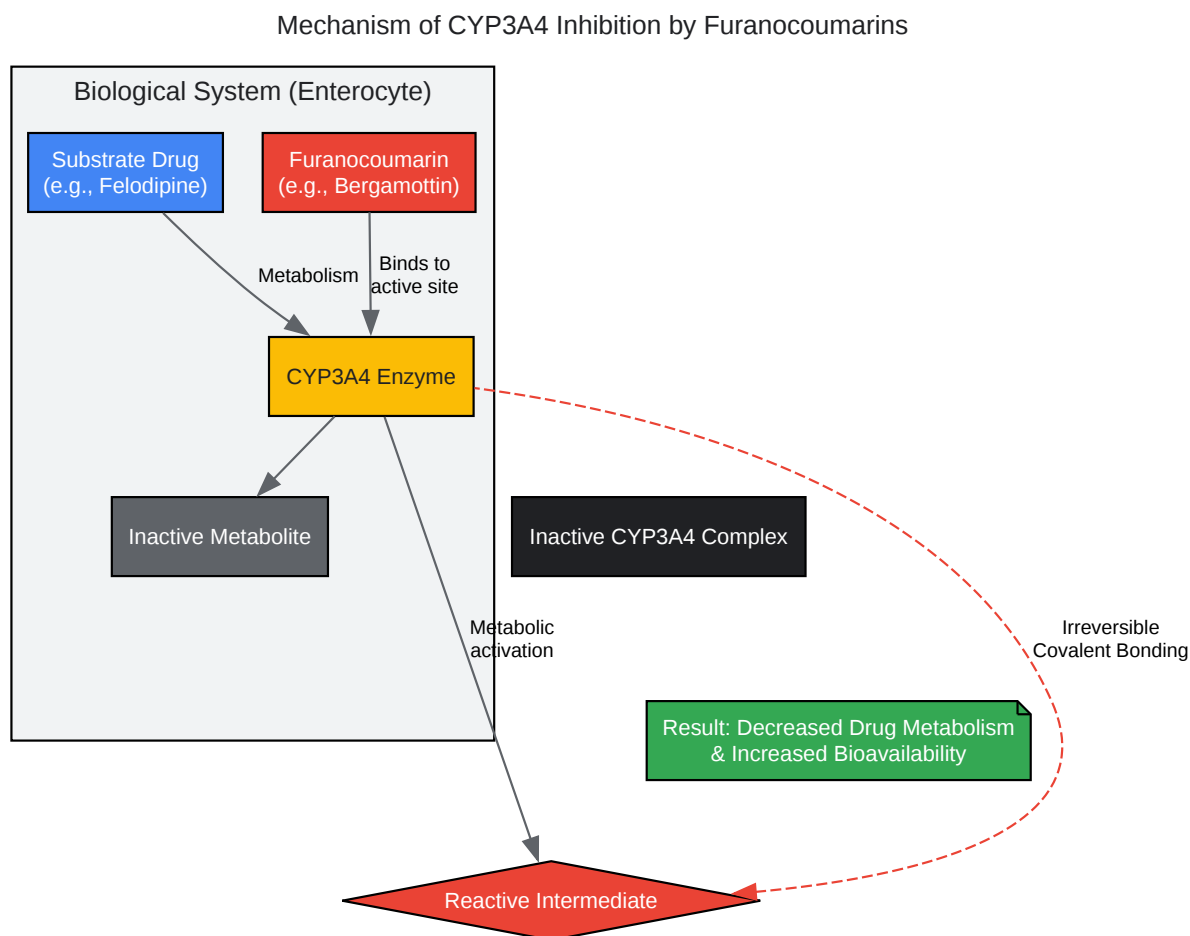 Mechanism of CYP3A4 Inhibition by Furanocoumarins
Biological System (Enterocyte)
Substrate Drug
(e.g., Felodipine)
Furanocoumarin
(e.g., Bergamottin)
Metabolism
Binds to
active site
CYP3A4 Enzyme
Inactive Metabolite
Inactive CYP3A4 Complex
Metabolic
activation
Irreversible
Covalent Bonding
Result: Decreased Drug Metabolism
& Increased Bioavailability
Reactive Intermediate